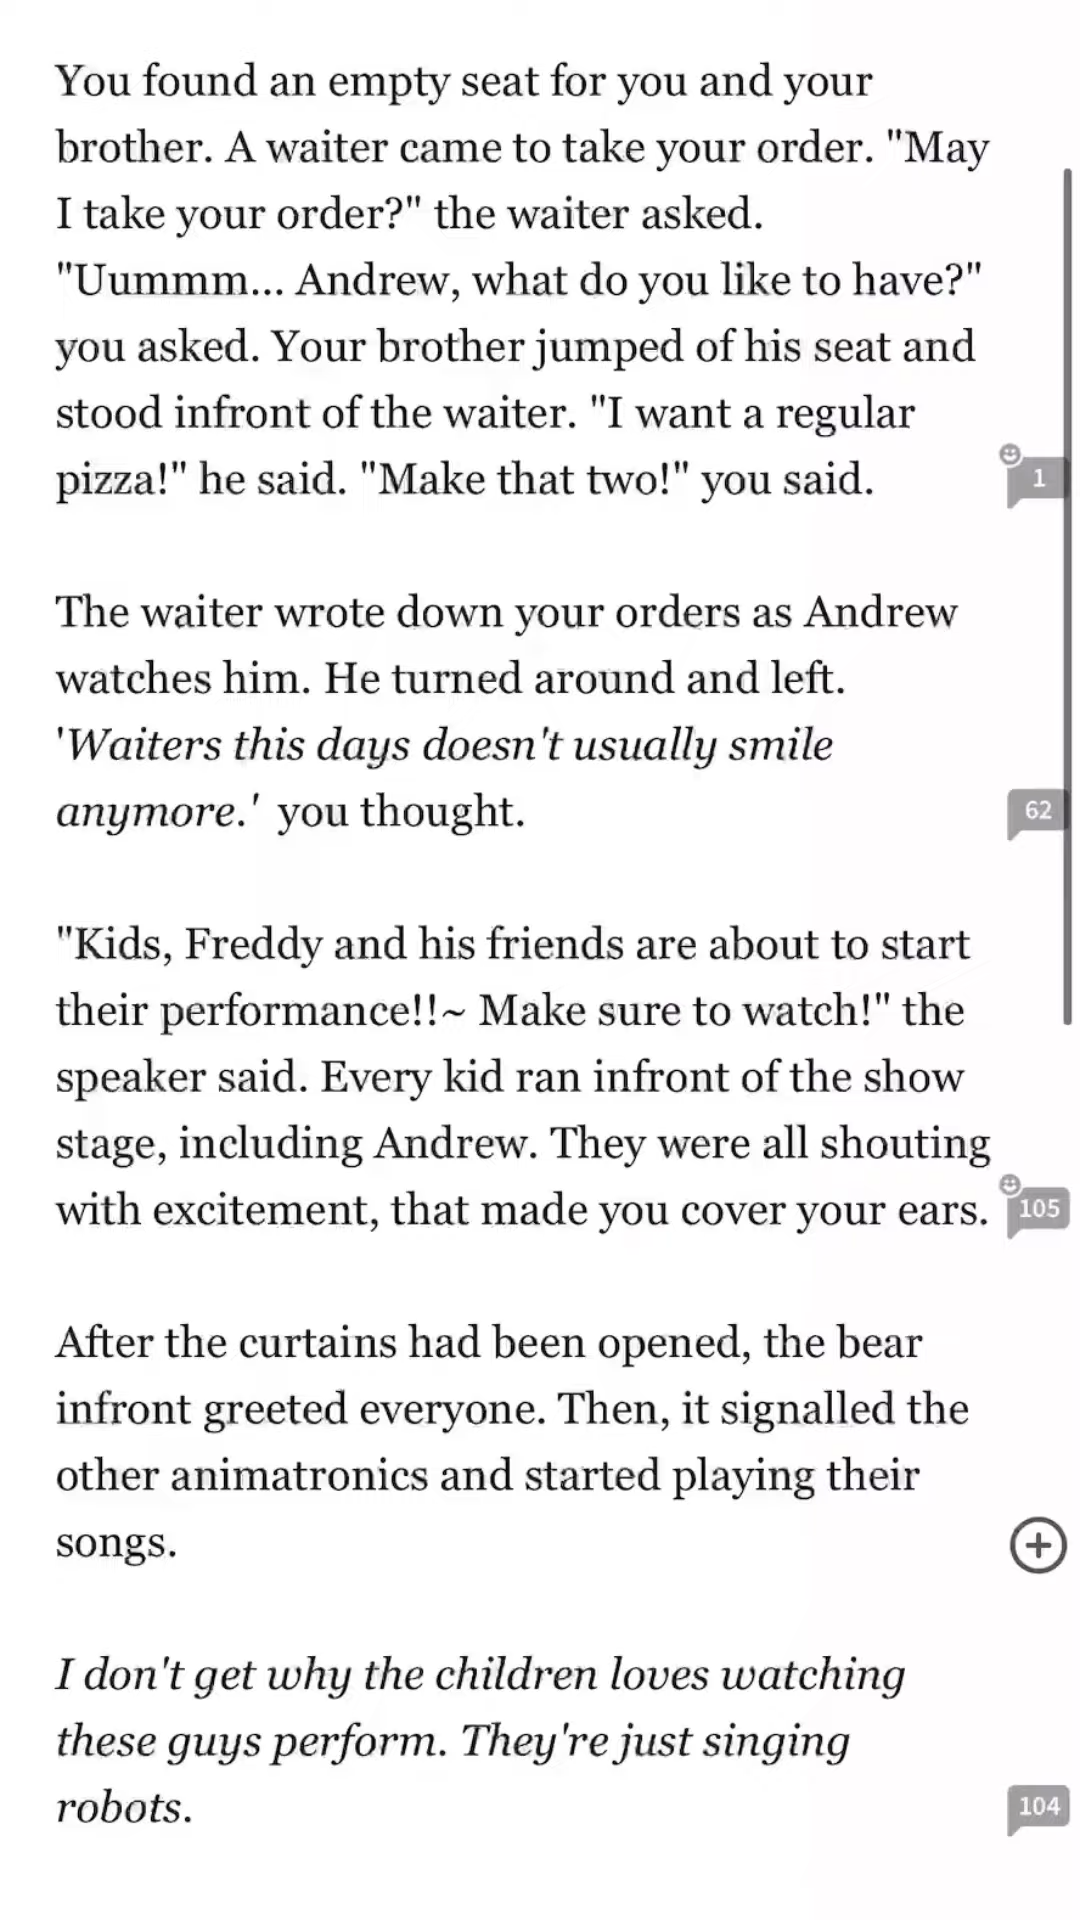 You found an empty seat for you and your
brother. A waiter came to take your order. "May
I take your order?" the waiter asked.
"Uummm... Andrew, what do you like to have?"
you asked. Your brother jumped of his seat and
stood infront of the waiter. "I want a regular
pizza!" he said. "Make that two!" you said.
1
The waiter wrote down your orders as Andrew
watches him. He turned around and left.
'Waiters this days doesn't usually smile
anymore.' you thought.
62
"Kids, Freddy and his friends are about to start
their performance!!~ Make sure to watch!" the
speaker said. Every kid ran infront of the show
stage, including Andrew. They were all shouting
with excitement, that made you cover your ears.
105
After the curtains had been opened, the bear
infront greeted everyone. Then, it signalled the
other animatronics and started playing their
songs.
I don't get why the children loves watching
these guys perform. They're just singing
robots.
104